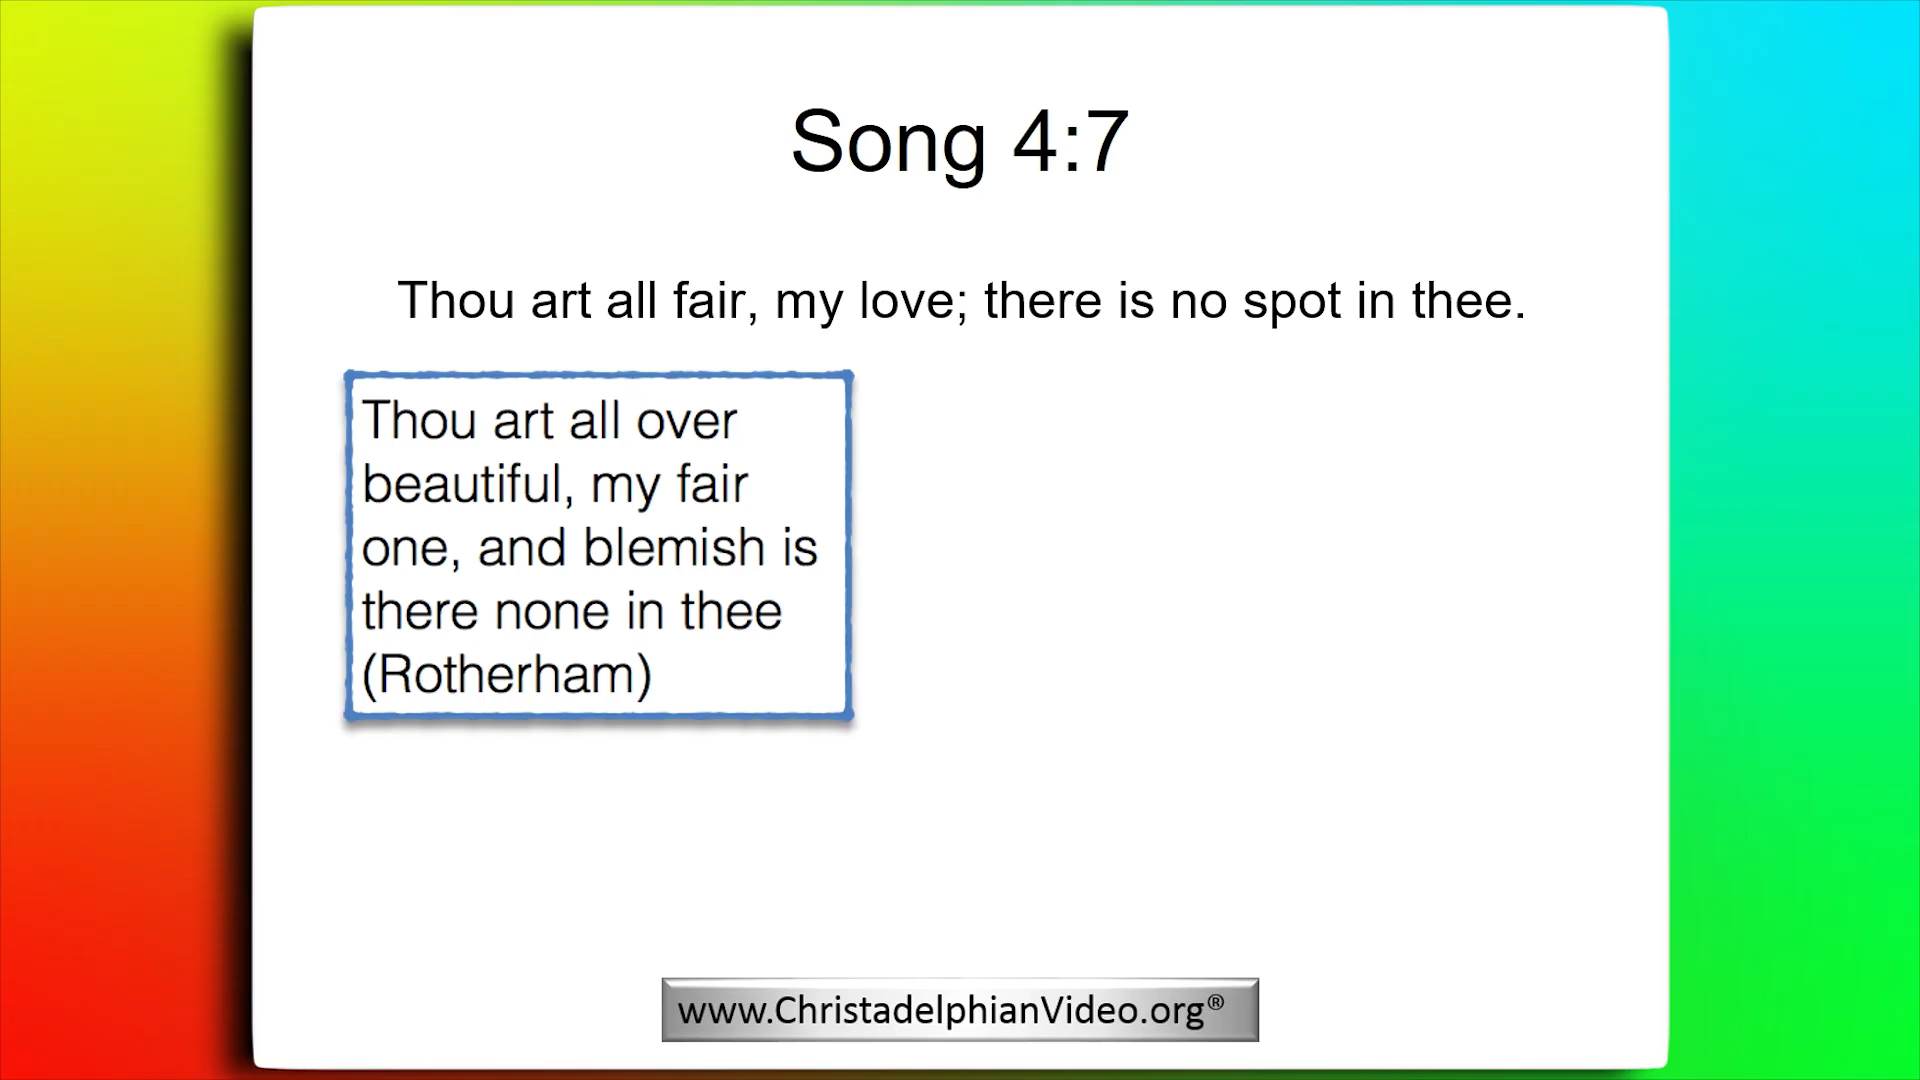 Song 4:7
Thou art all fair, my love; there is no spot in thee.
Thou art all over
beautiful, my fair
one, and blemish is
there none in thee
(Rotherham)
www.ChristadelphianVideo.org®